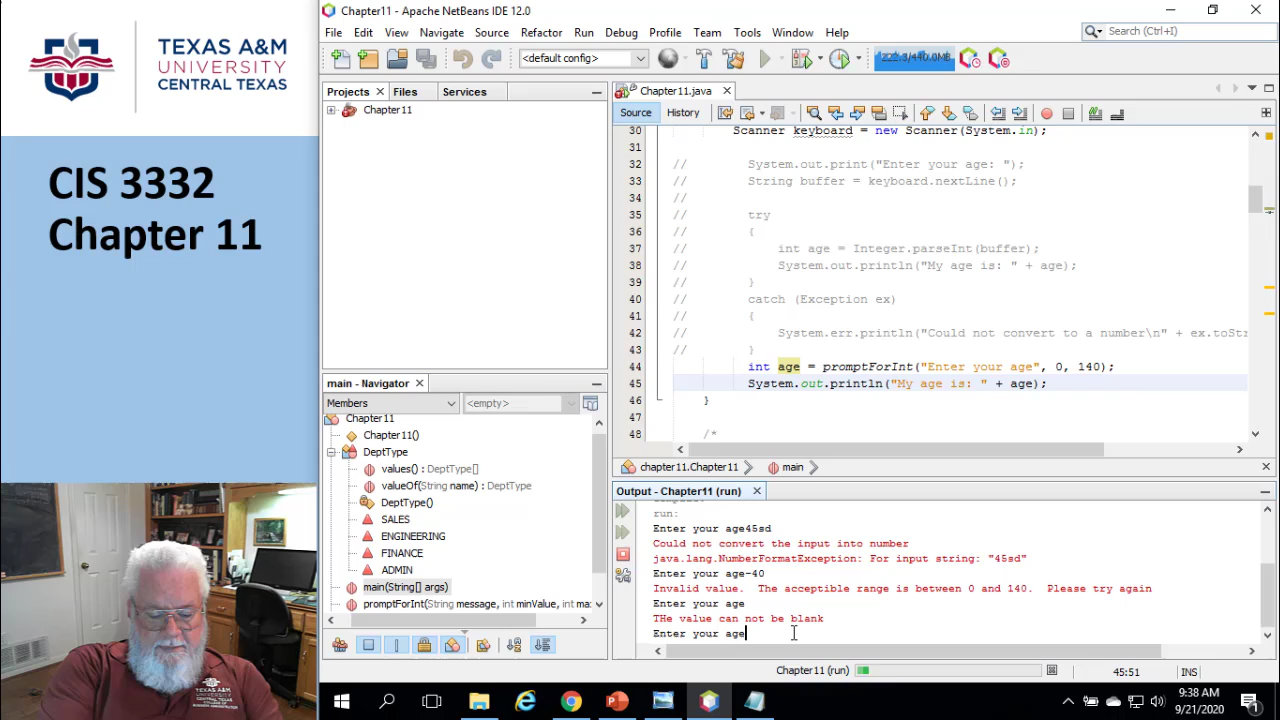 TEXAS A&M
UNIVERSITY
CENTRAL TEXAS
CIS 3332
Chapter 11
TEXAS A&M
UNIVERSITY
CENTRAL TEXAS
Chapter11 - Apache NetBeans IDE 12.0
File Edit View Navigate Source Refactor Run Debug Profile Team Tools Window Help
Search (Ctrl+I)
<default config>
Projects Files Services
Chapter11
main - Navigator
Members <empty>
Chapter11
Chapter11()
DeptType
values() : DeptType[]
valueOf(String name) : DeptType
DeptType()
SALES
ENGINEERING
FINANCE
ADMIN
main(String[] args)
promptForInt(String message, int minValue, int ma:
Chapter11.java
Source History
30 Scanner keyboard = new Scanner(System.in);
31
32 // System.out.print("Enter your age: ");
33 // String buffer = keyboard.nextLine();
34 //
35 // try
36 // {
37 // int age = Integer.parseInt(buffer);
38 // System.out.println("My age is: " + age);
39 // }
40 // catch (Exception ex)
41 // {
42 // System.err.println("Could not convert to a number\n" + ex.toStr
43 // }
44 int age = promptForInt("Enter your age", 0, 140);
45 System.out.println("My age is: " + age);
46 }
47
48 /*
chapter11.Chapter11 main
Output - Chapter11 (run)
run:
Enter your age45sd
Could not convert the input into number
java.lang.NumberFormatException: For input string: "45sd"
Enter your age-40
Invalid value. The acceptible range is between 0 and 140. Please try again
Enter your age
THe value can not be blank
Enter your age
Chapter11 (run) 45:51 INS
9:38 AM
9/21/2020